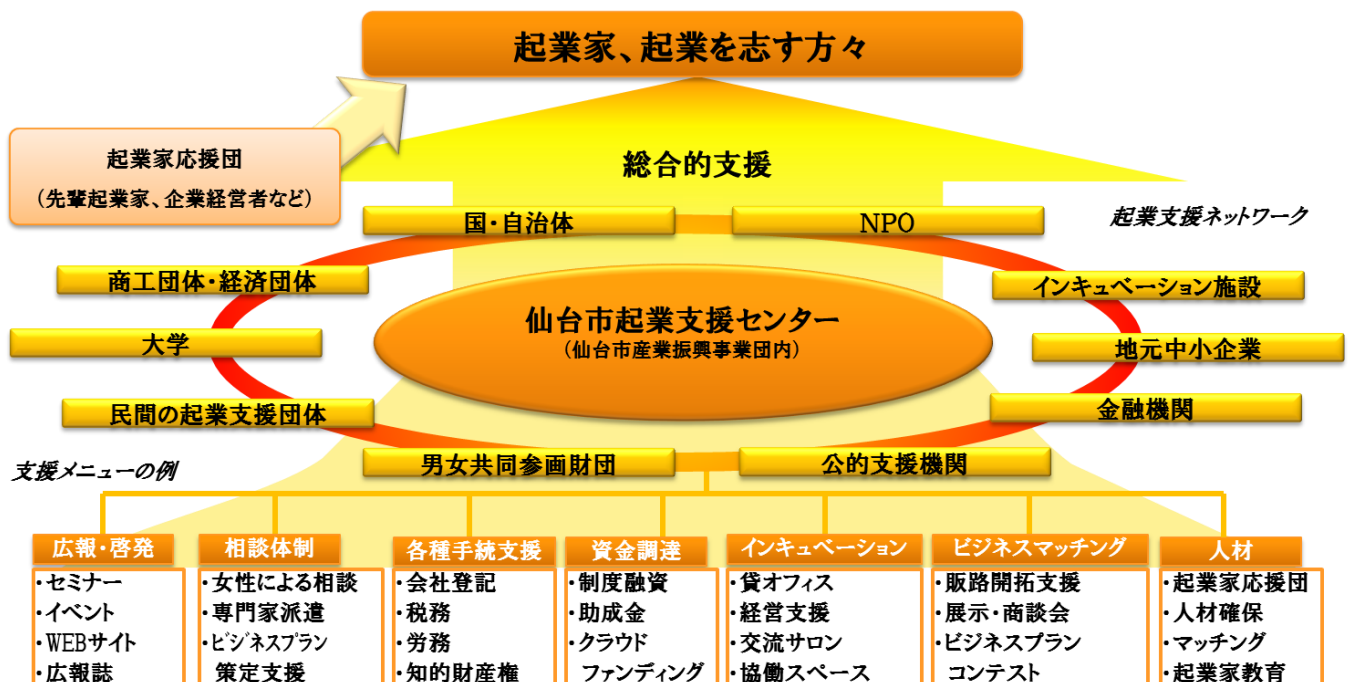 起業家、起業を志す方々
起業家応援団
(先輩起業家、企業経営者など)
総合的支援
起業支援ネットワーク
国・自治体
NPO
商工団体・経済団体
インキュベーション施設
仙台市起業支援センター
(仙台市産業振興事業団内)
大学
地元中小企業
民間の起業支援団体
金融機関
男女共同参画財団
公的支援機関
支援メニューの例
広報・啓発
・セミナー
・イベント
・WEBサイト
・広報誌
相談体制
・女性による相談
・専門家派遣
・ビジネスプラン
策定支援
各種手続支援
・会社登記
・税務
・労務
・知的財産権
資金調達
・制度融資
・助成金
・クラウド
ファンディング
インキュベーション
・貸オフィス
・経営支援
・交流サロン
・協働スペース
ビジネスマッチング
・販路開拓支援
・展示・商談会
・ビジネスプラン
コンテスト
人材
・起業家応援団
・人材確保
・マッチング
・起業家教育